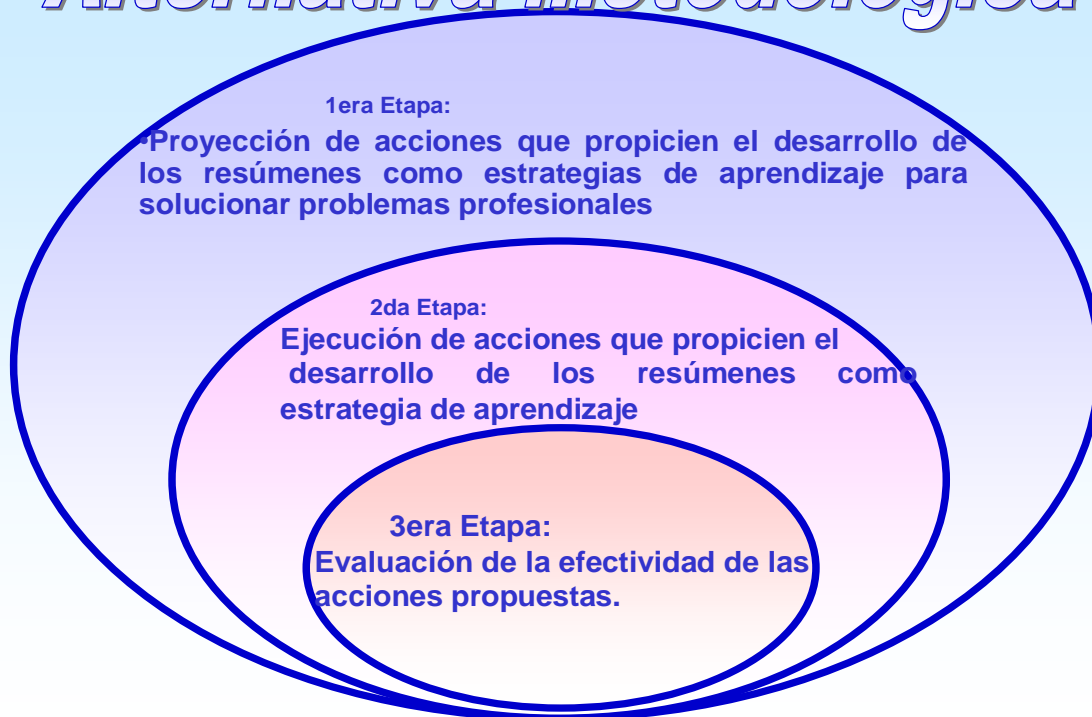 Alternativa metodológica
1era Etapa:
•Proyección de acciones que propicien el desarrollo de
los resúmenes como estrategias de aprendizaje para
solucionar problemas profesionales
2da Etapa:
Ejecución de acciones que propicien el
desarrollo de los resúmenes como
estrategia de aprendizaje
3era Etapa:
Evaluación de la efectividad de las
acciones propuestas.